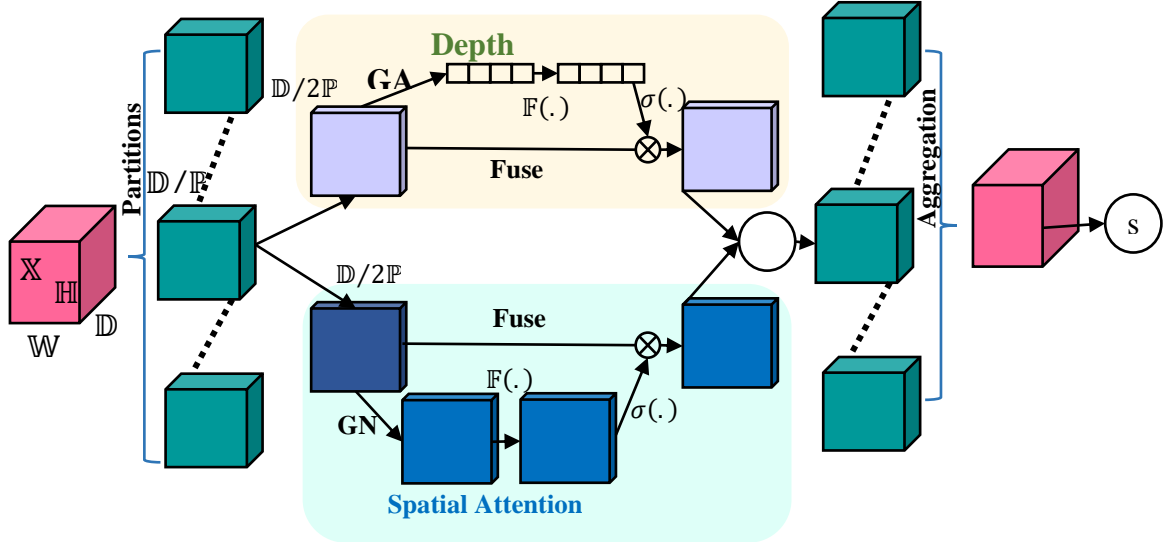 Depth
GA
𝔻/2ℙ
𝔽(.)
σ(.)
Fuse
Partitions
𝔻/ℙ
Aggregation
𝕏
ℍ
𝕎
𝔻
s
𝔻/2ℙ
Fuse
𝔽(.)
σ(.)
GN
Spatial Attention